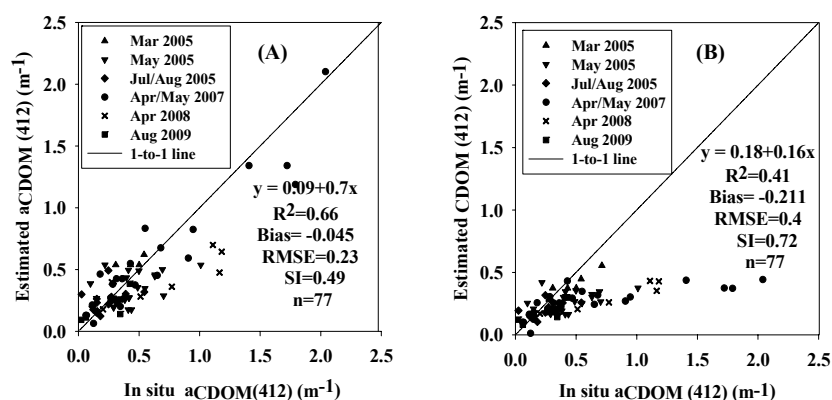 (A)
Estimated aCDOM (412) (m-1)
2.5
2.0
1.5
1.0
0.5
0.0
Mar 2005
May 2005
Jul/Aug 2005
Apr/May 2007
Apr 2008
Aug 2009
1-to-1 line
y = 0.09+0.7x
R2=0.66
Bias= -0.045
RMSE=0.23
SI=0.49
n=77
0.0 0.5 1.0 1.5 2.0 2.5
In situ aCDOM(412) (m-1)
(B)
Estimated CDOM (412) (m-1)
2.5
2.0
1.5
1.0
0.5
0.0
Mar 2005
May 2005
Jul/Aug 2005
Apr/May 2007
Apr 2008
Aug 2009
1-to-1 line
y = 0.18+0.16x
R2=0.41
Bias= -0.211
RMSE=0.4
SI=0.72
n=77
0.0 0.5 1.0 1.5 2.0 2.5
In situ aCDOM (412) (m-1)